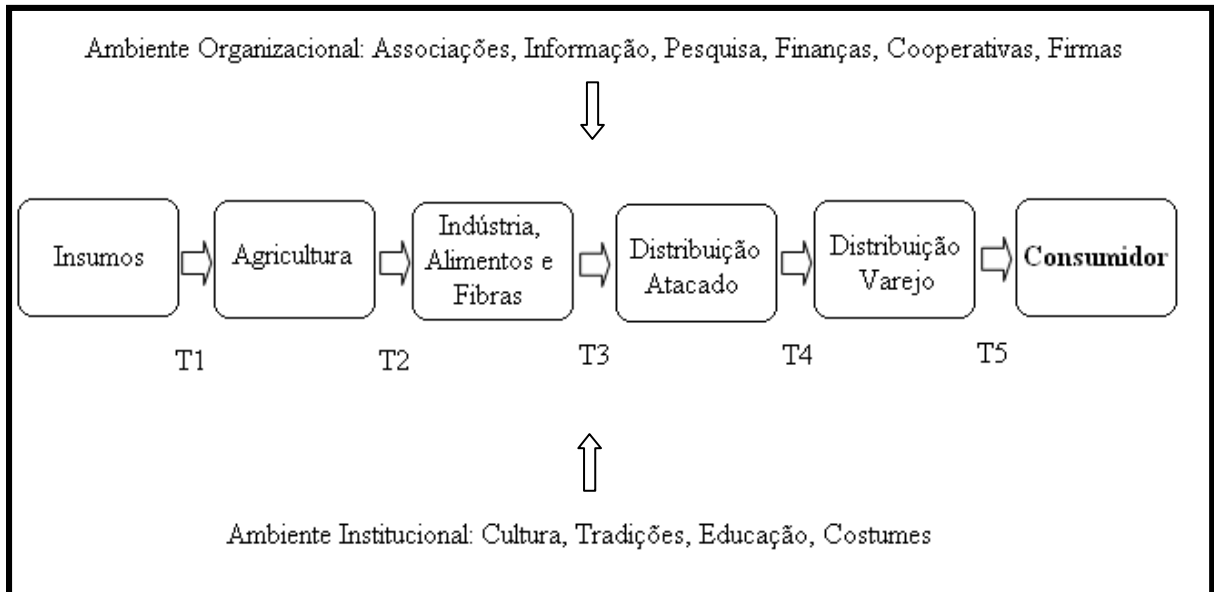 Ambiente Organizacional: Associações, Informação, Pesquisa, Finanças, Cooperativas, Firmas
Insumos
Agricultura
Indústria,
Alimentos e
Fibras
Distribuição
Atacado
Distribuição
Varejo
Consumidor
T1
T2
T3
T4
T5
Ambiente Institucional: Cultura, Tradições, Educação, Costumes